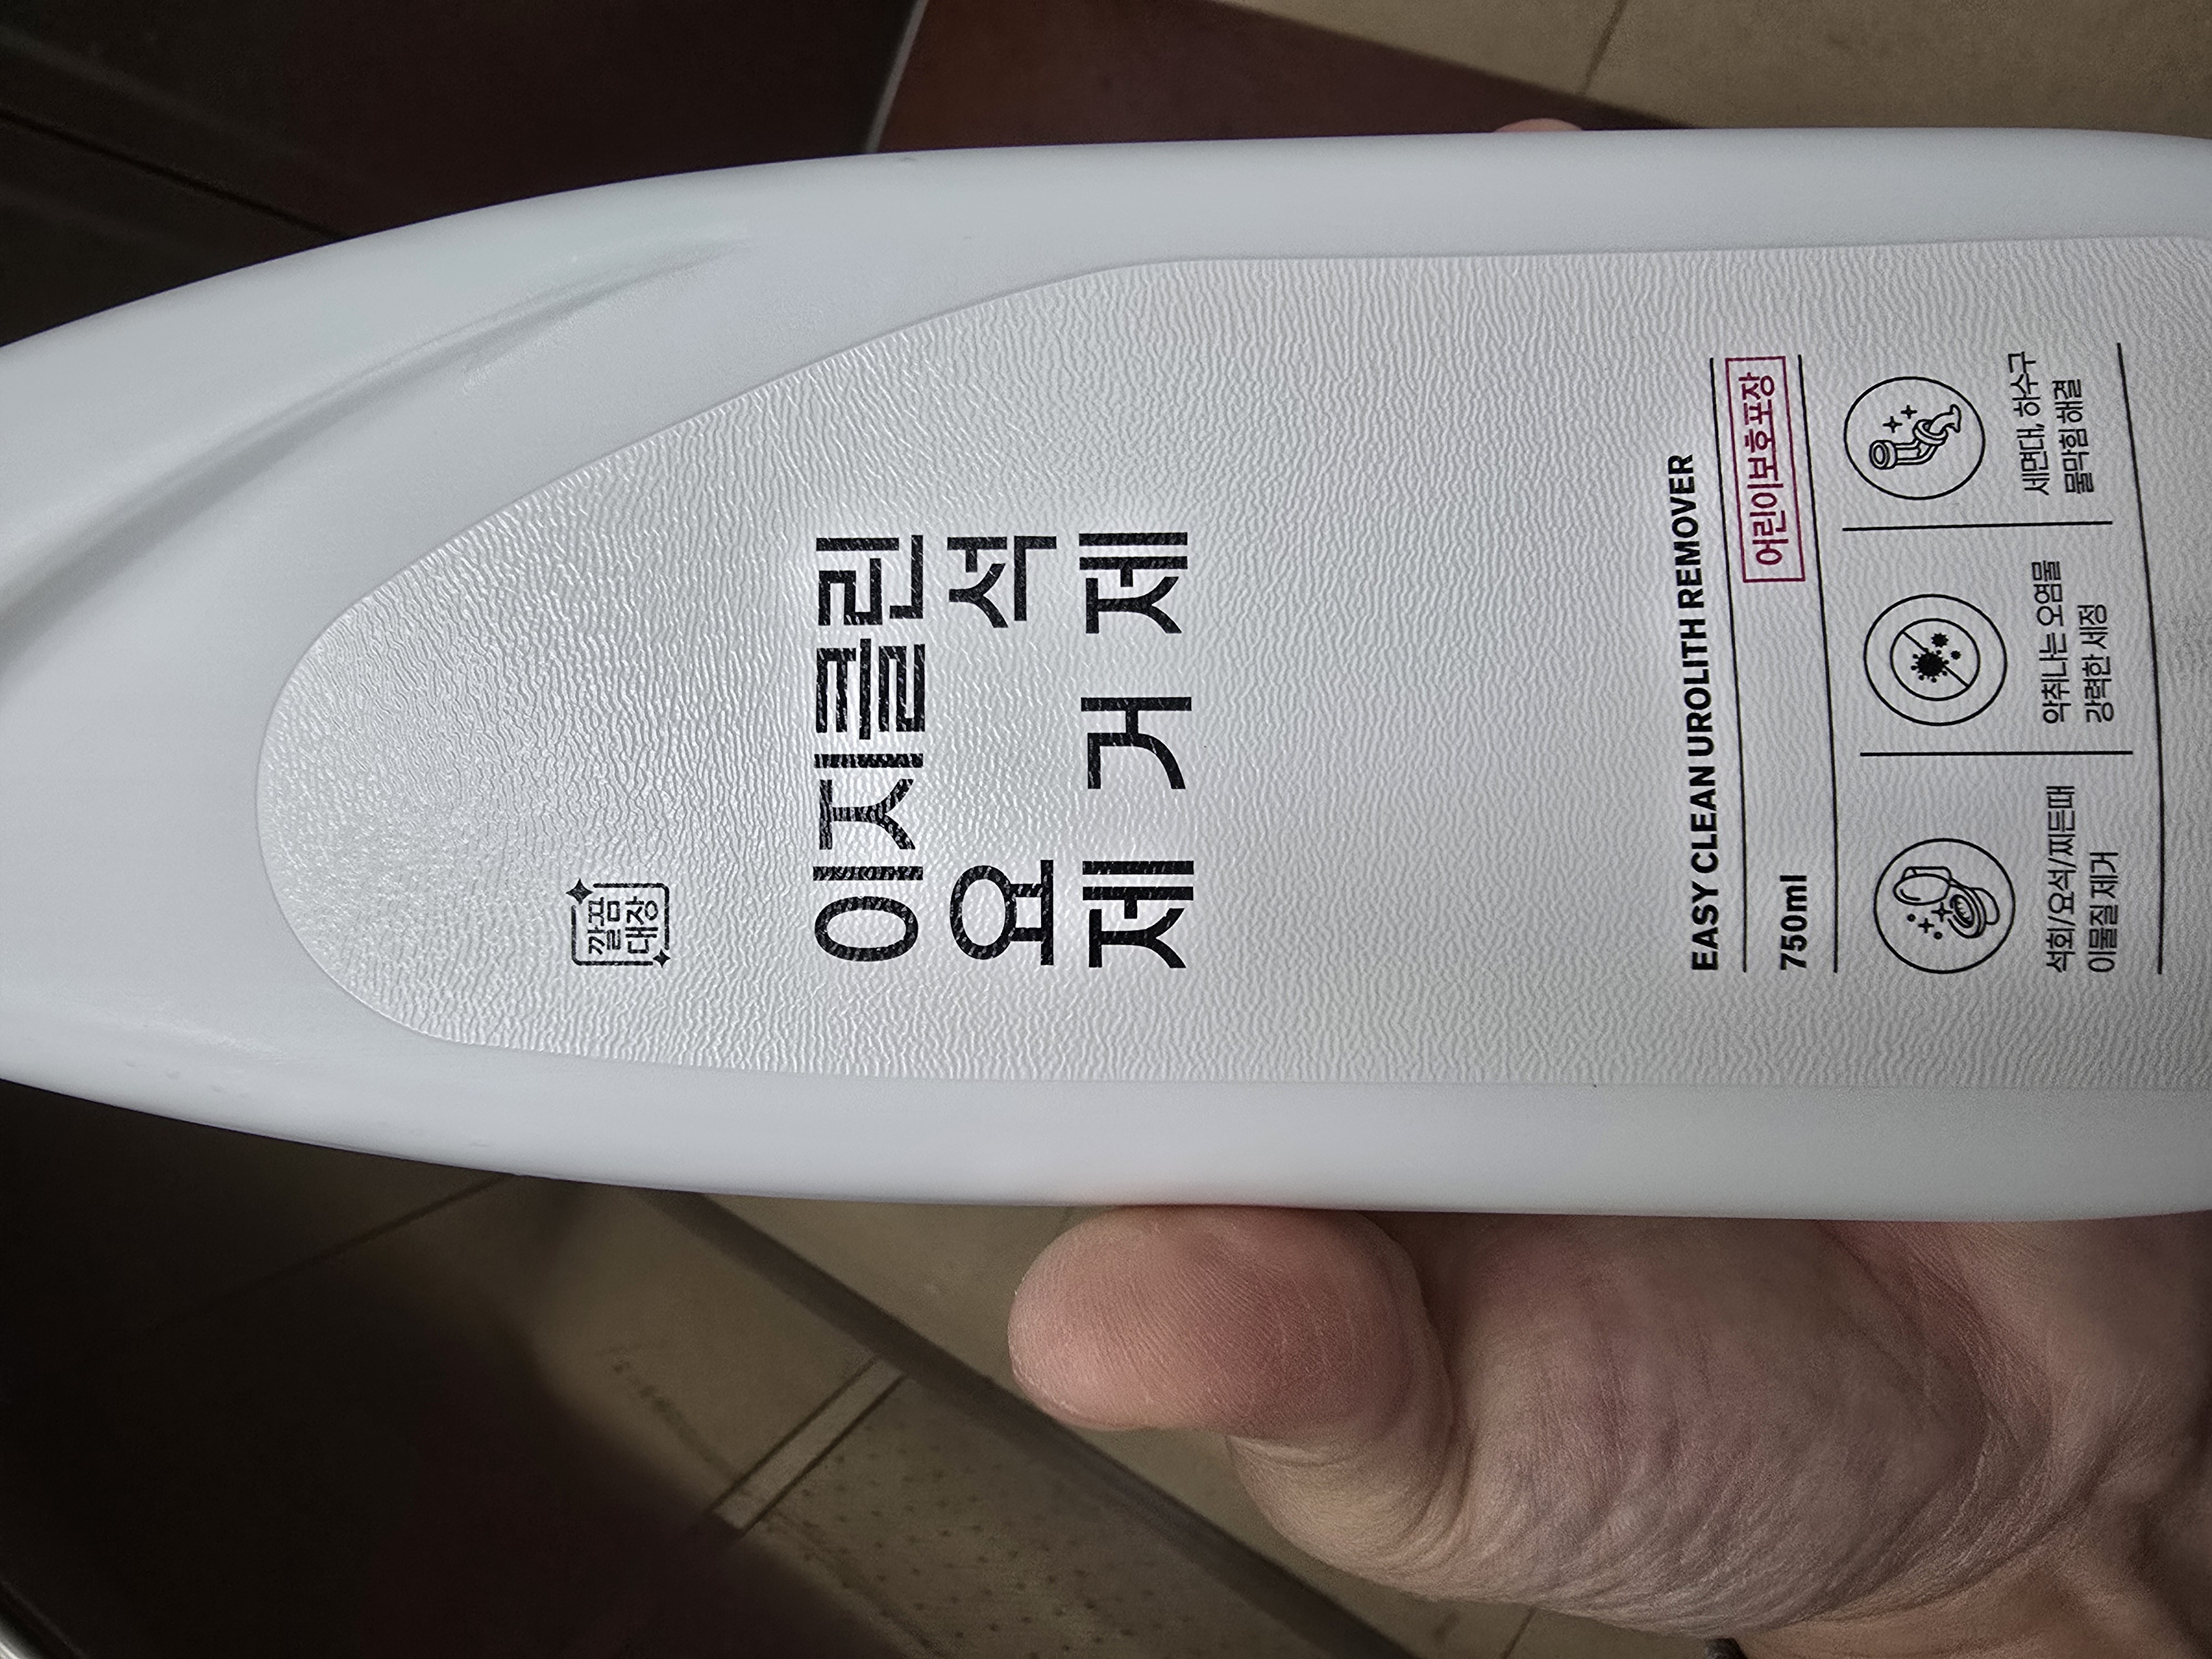 깔끔
대장
이지클린
요석
제거제
EASY CLEAN UROLITH REMOVER
750ml 어린이보호포장
석회/요석/찌든때
이물질 제거
악취나는 오염물
강력한 세정
세면대, 하수구
물막힘 해결